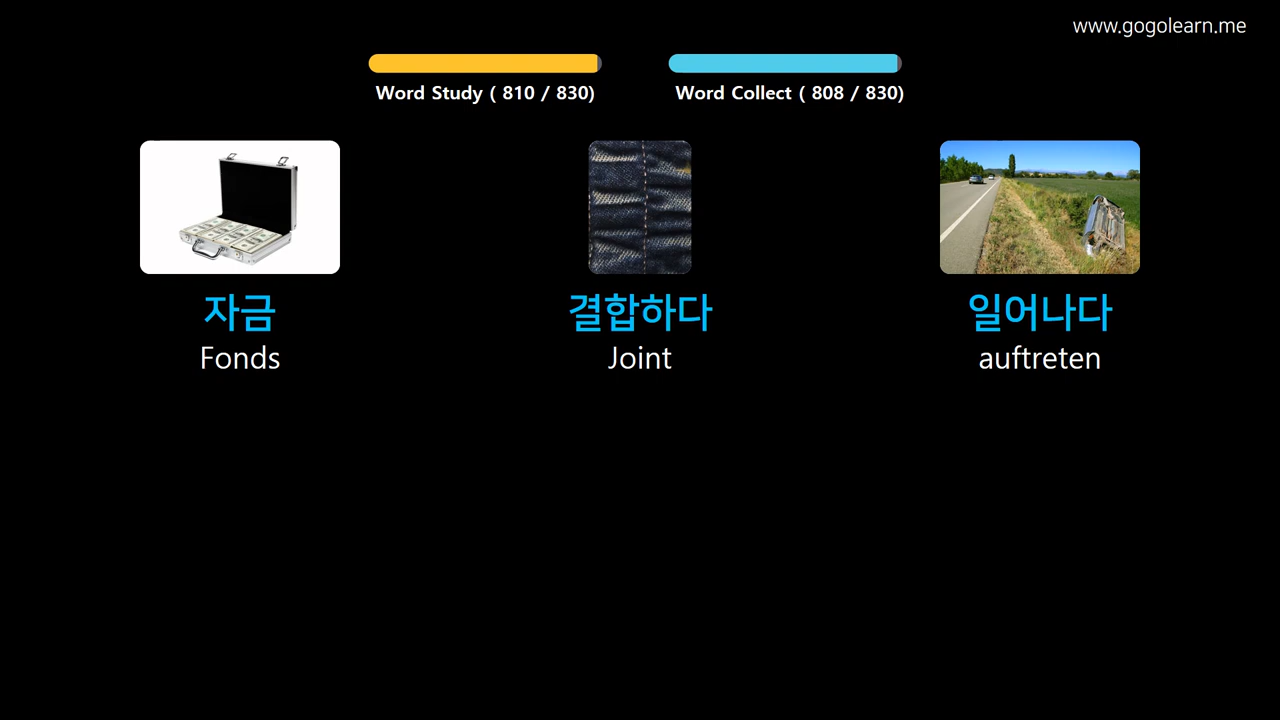 www.gogolearn.me
Word Study ( 810 / 830)
Word Collect ( 808 / 830)
자금
Fonds
결합하다
Joint
일어나다
auftreten